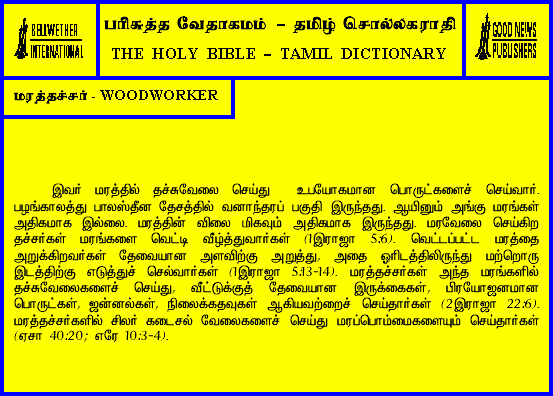 BELLWETHER
INTERNATIONAL
பரிசுத்த வேதாகமம் – தமிழ் சொல்லகராதி
THE HOLY BIBLE – TAMIL DICTIONARY
GOOD NEWS
PUBLISHERS
மரத்தச்சர் - WOODWORKER
இவர் மரத்தில் தச்சுவேலை செய்து உபயோகமான பொருட்களைச் செய்வார்.
பழங்காலத்து பாலஸ்தீன தேசத்தில் வனாந்தரப் பகுதி இருந்தது. ஆயினும் அங்கு மரங்கள்
அதிகமாக இல்லை. மரத்தின் விலை மிகவும் அதிகமாக இருந்தது. மரவேலை செய்கிற
தச்சர்கள் மரங்களை வெட்டி வீழ்த்துவார்கள் (1இராஜா 5:6). வெட்டப்பட்ட மரத்தை
அறுக்கிறவர்கள் தேவையான அளவிற்கு அறுத்து, அதை ஓரிடத்திலிருந்து மற்றொரு
இடத்திற்கு எடுத்துச் செல்வார்கள் (1இராஜா 5:13-14). மரத்தச்சர்கள் அந்த மரங்களில்
தச்சுவேலைகளைச் செய்து, வீட்டுக்குத் தேவையான இருக்கைகள், பிரயோஜனமான
பொருட்கள், ஜன்னல்கள், நிலைக்கதவுகள் ஆகியவற்றைச் செய்தார்கள் (2இராஜா 22:6).
மரத்தச்சர்களில் சிலர் கடைசல் வேலைகளைச் செய்து மரப்பொம்மைகளையும் செய்தார்கள்
(ஏசா 40:20; எரே 10:3-4).